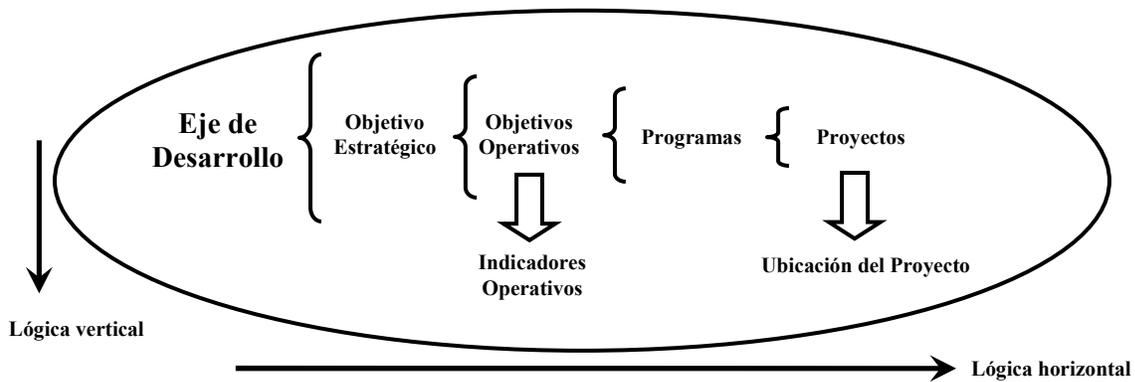 Eje de
Desarrollo
Objetivo
Estratégico
Objetivos
Operativos
Programas
Proyectos
Indicadores
Operativos
Ubicación del Proyecto
Lógica vertical
Lógica horizontal